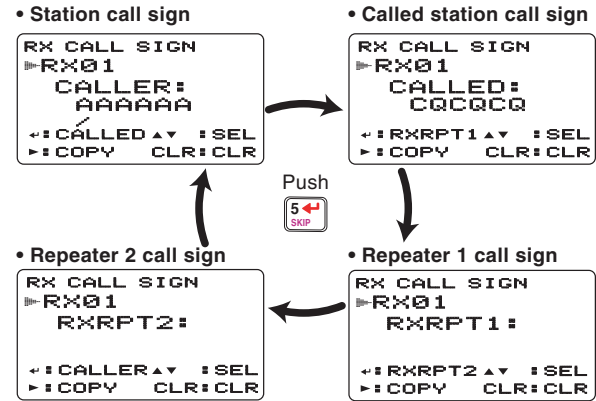 • Station call sign
RX CALL SIGN
RX01
CALLER:
AAAAAA
/
↵:CALLED ▲▼ :SEL
►:COPY CLR:CLR
• Called station call sign
RX CALL SIGN
RX01
CALLED:
CQCQCQ
↵:RXRPT1 ▲▼ :SEL
►:COPY CLR:CLR
Push
5 ↵
SKIP
• Repeater 2 call sign
RX CALL SIGN
RX01
RXRPT2:
↵:CALLER ▲▼ :SEL
►:COPY CLR:CLR
• Repeater 1 call sign
RX CALL SIGN
RX01
RXRPT1:
↵:RXRPT2 ▲▼ :SEL
►:COPY CLR:CLR